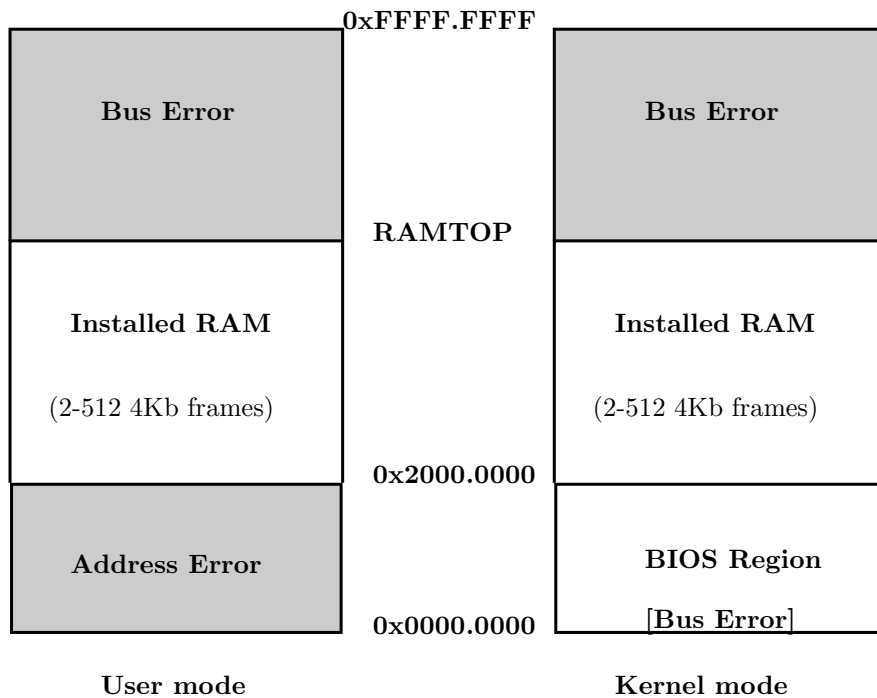 0xFFFF.FFFF
Bus Error
Bus Error
RAMTOP
Installed RAM
Installed RAM
(2-512 4Kb frames)
(2-512 4Kb frames)
0x2000.0000
Address Error
BIOS Region
0x0000.0000
[Bus Error]
User mode
Kernel mode